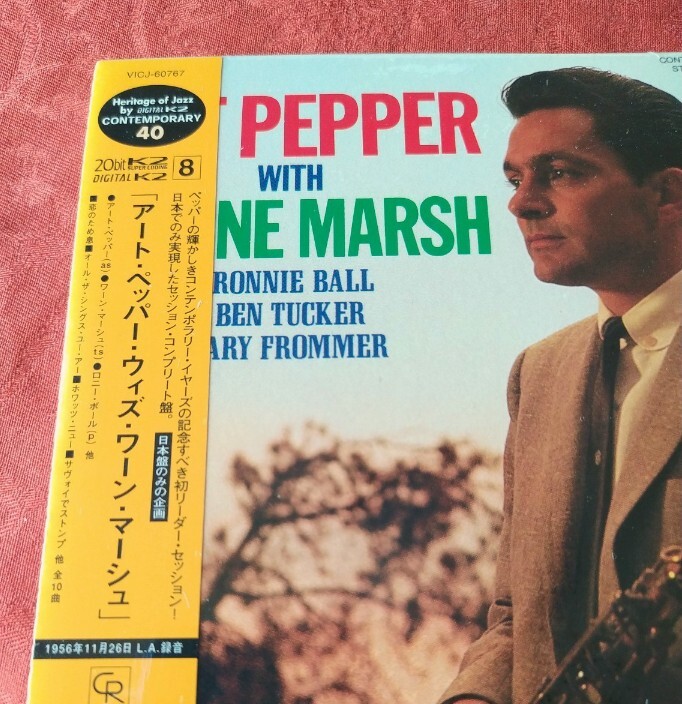 VICJ-60767
Heritage of Jazz
by DIGITAL K2
CONTEMPORARY
40
20bit K2
SUPER CODING
DIGITAL K2
8
ペッパーの輝かしきコンテンポラリー・イヤーズの記念すべき初リーダー・セッション!
日本でのみ実現したセッション・コンプリート盤。
日本盤のみの企画
「アート・ペッパー・ウィズ・ワーン・マーシュ」
●アート・ペッパー(as)●ワーン・マーシュ(ts)●ロニー・ボール(p) 他
■オール・ザ・シングス・ユー・アー■ホワッツ・ニュー■サヴォイでストンプ 他 全10曲
1956年11月26日 L.A.録音
CR
T PEPPER
WITH
NE MARSH
RONNIE BALL
BEN TUCKER
ARY FROMMER
CONT
ST